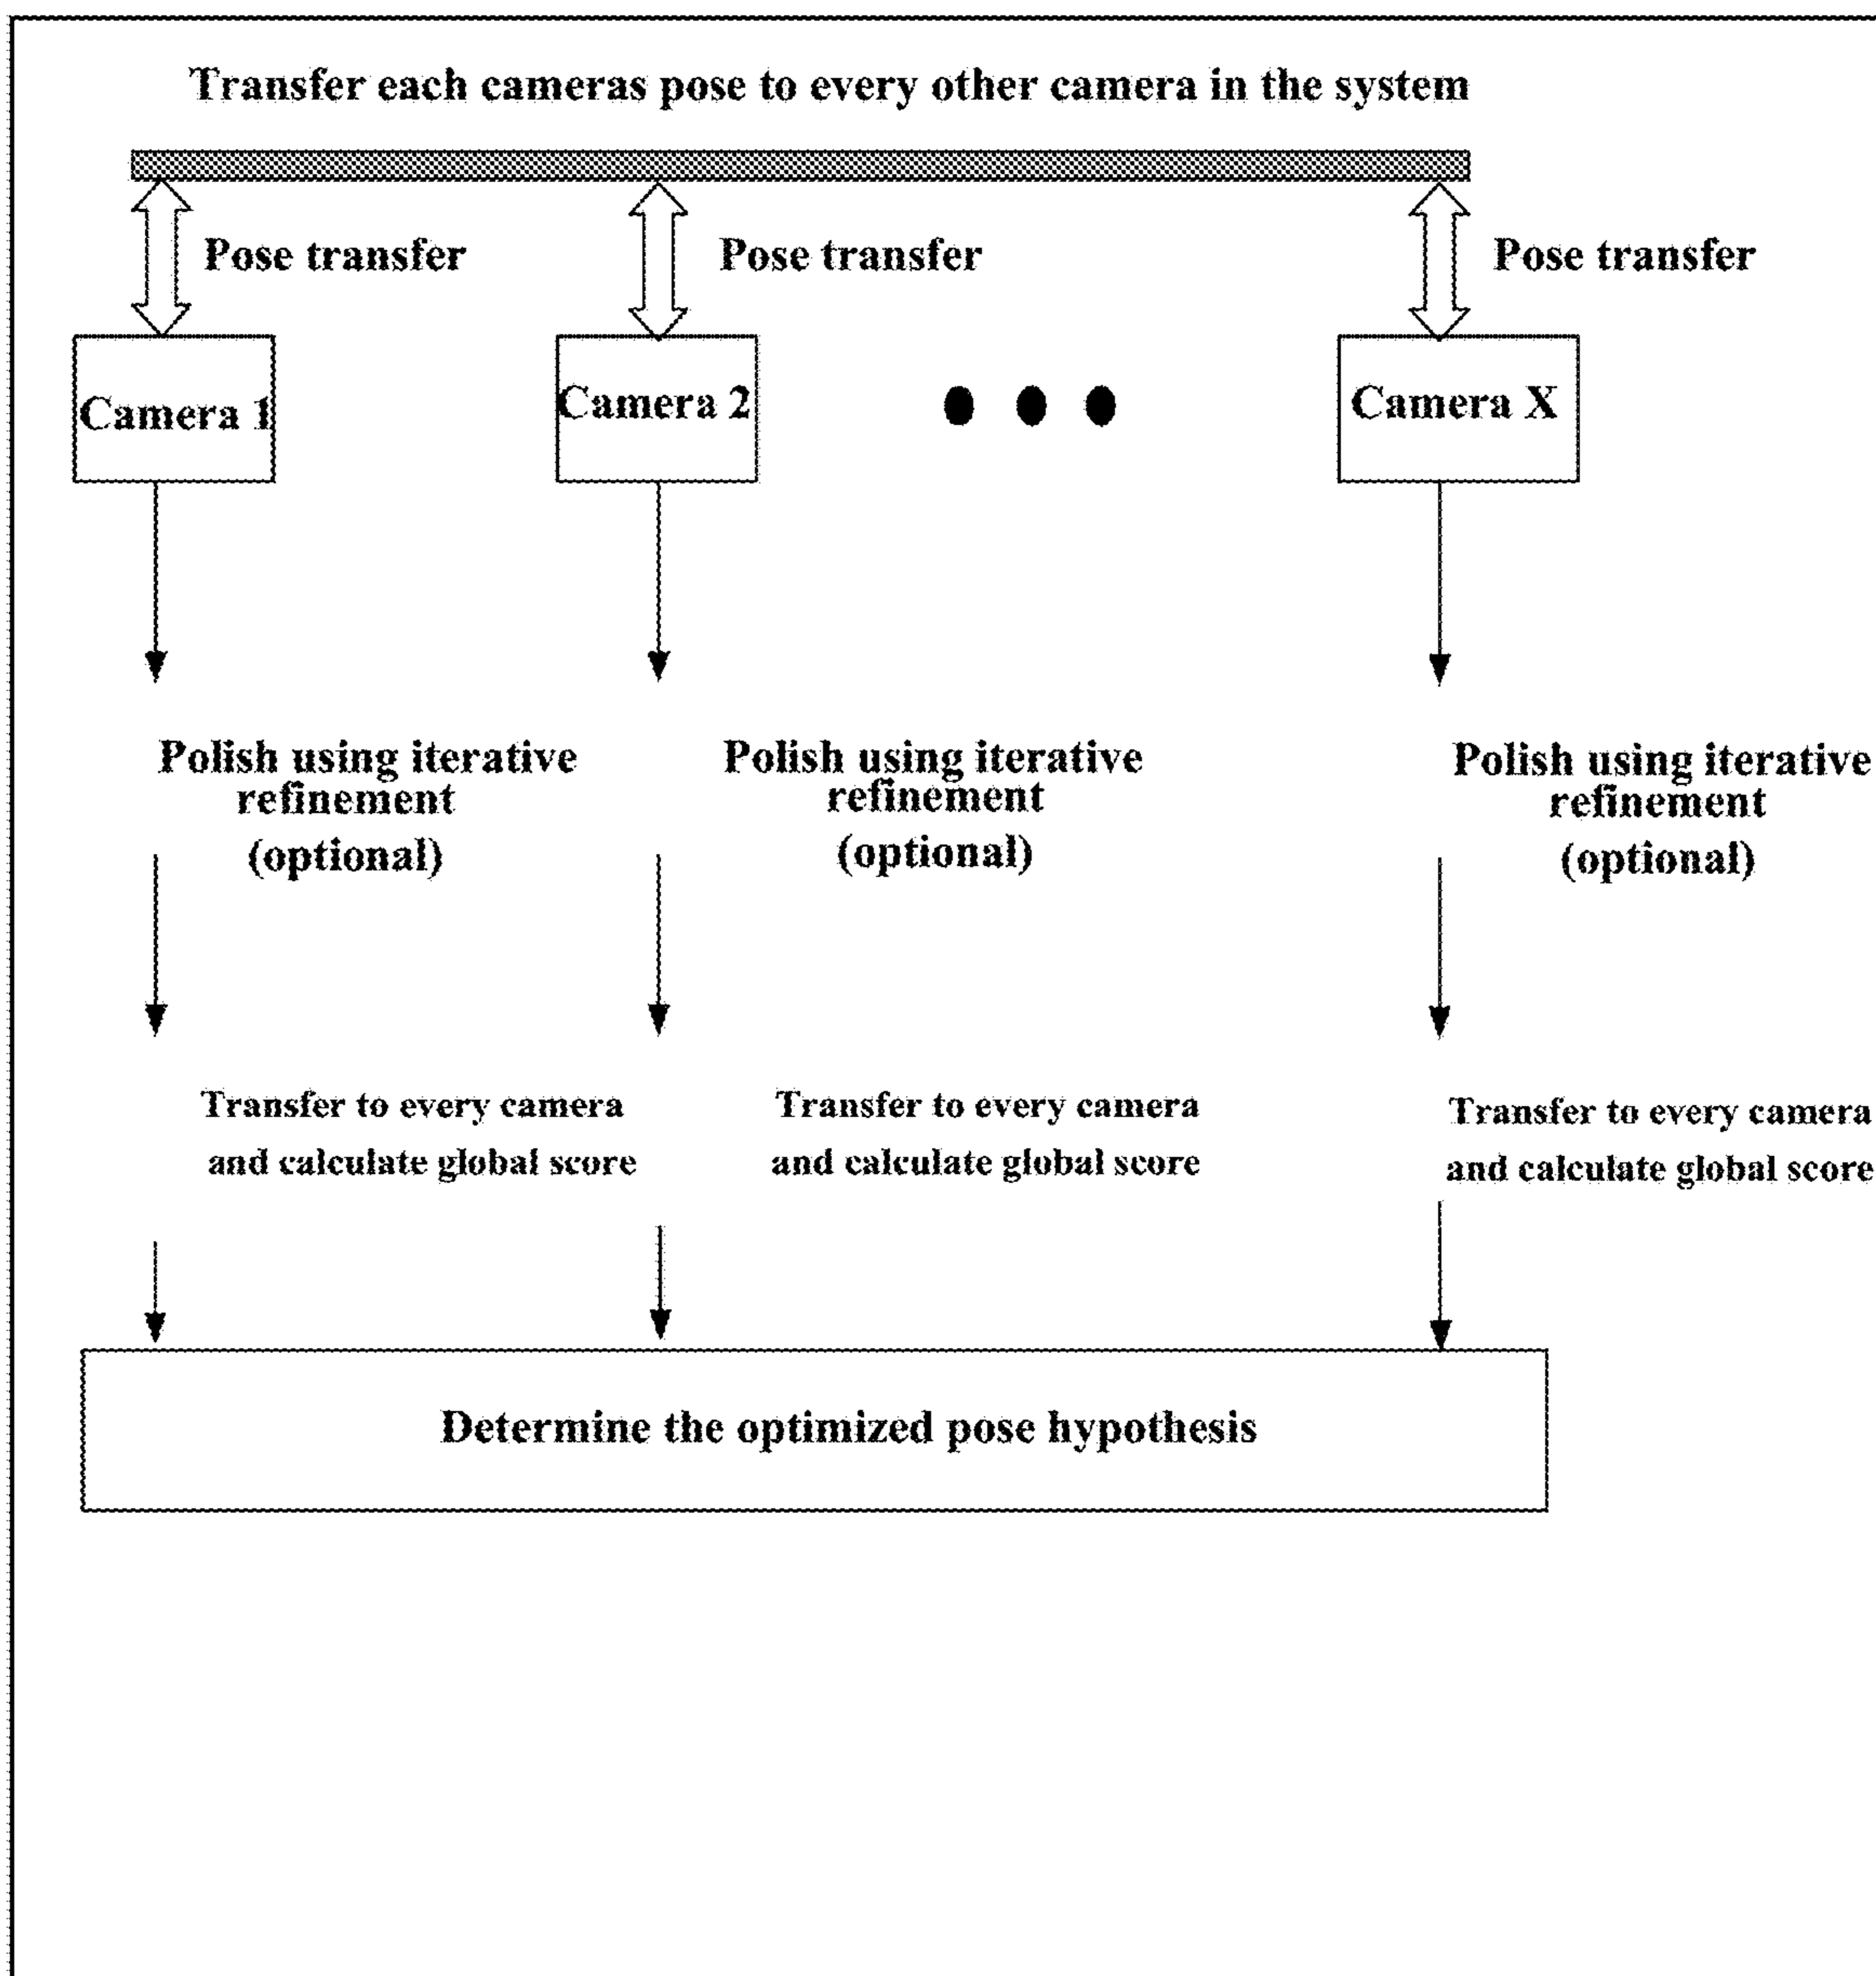 Transfer each cameras pose to every other camera in the system
Pose transfer
Pose transfer
Pose transfer
Camera 1
Camera 2
Camera X
Polish using iterative
refinement
(optional)
Polish using iterative
refinement
(optional)
Polish using iterative
refinement
(optional)
Transfer to every camera
and calculate global score
Transfer to every camera
and calculate global score
Transfer to every camera
and calculate global score
Determine the optimized pose hypothesis